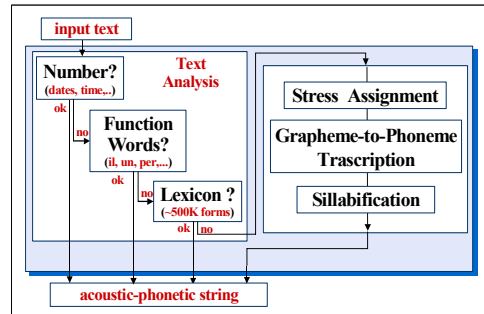 input text
Text
Analysis
Number?
(dates, time,..)
ok
no
Function
Words?
(il, un, per,...)
ok
no
Lexicon ?
(~500K forms)
ok
no
Stress Assignment
Grapheme-to-Phoneme
Trascription
Sillabification
acoustic-phonetic string